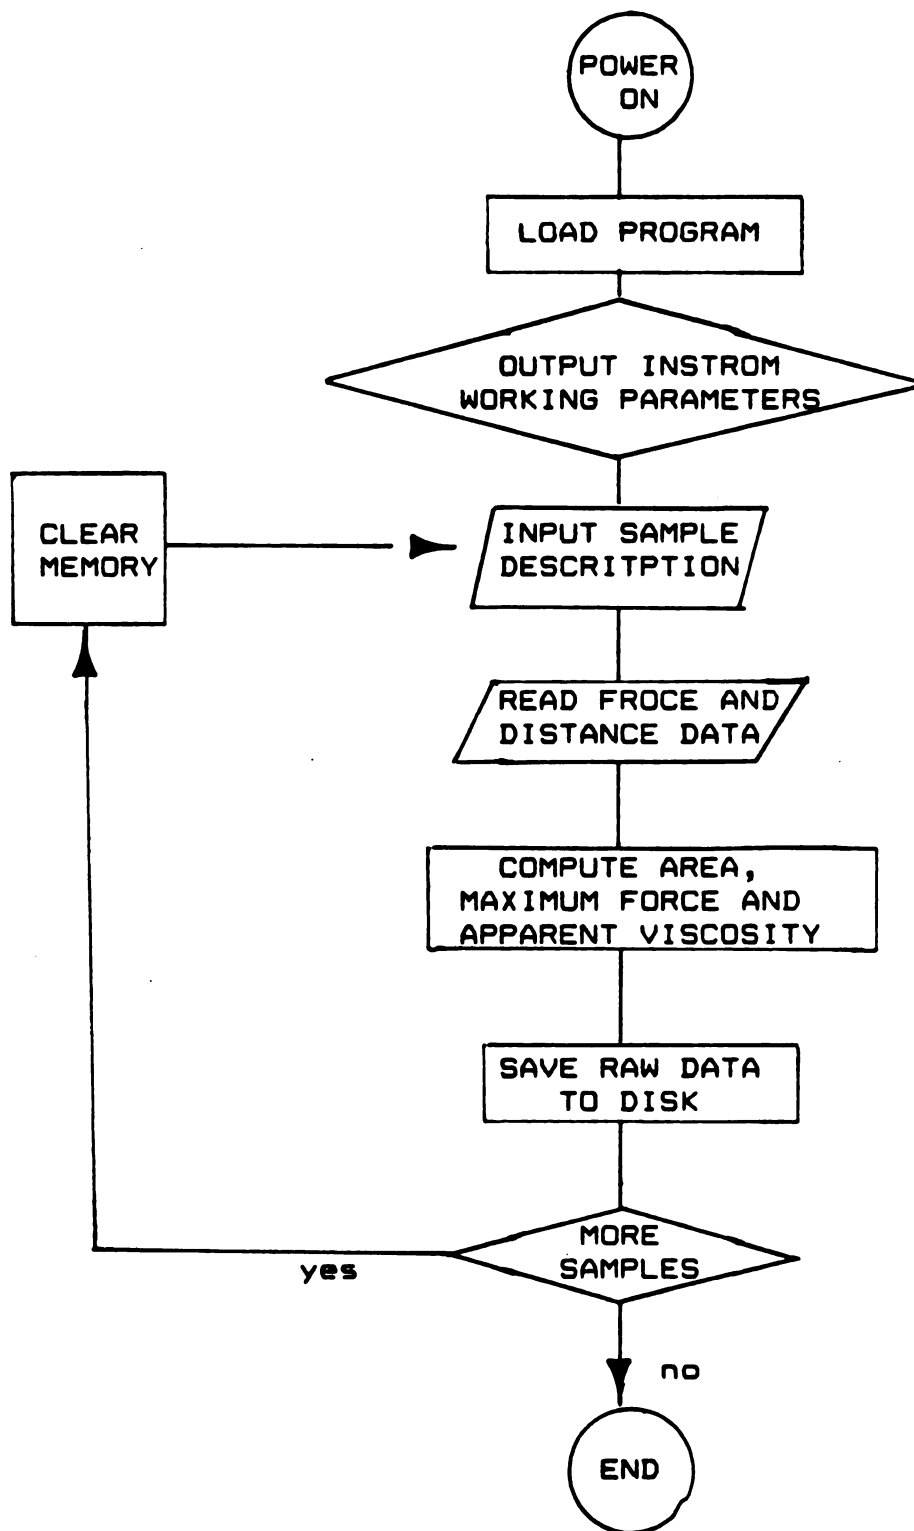 POWER
ON
LOAD PROGRAM
OUTPUT INSTROM
WORKING PARAMETERS
CLEAR
MEMORY
INPUT SAMPLE
DESCRITPTION
READ FROCE AND
DISTANCE DATA
COMPUTE AREA,
MAXIMUM FORCE AND
APPARENT VISCOSITY
SAVE RAW DATA
TO DISK
MORE
SAMPLES
yes
no
END